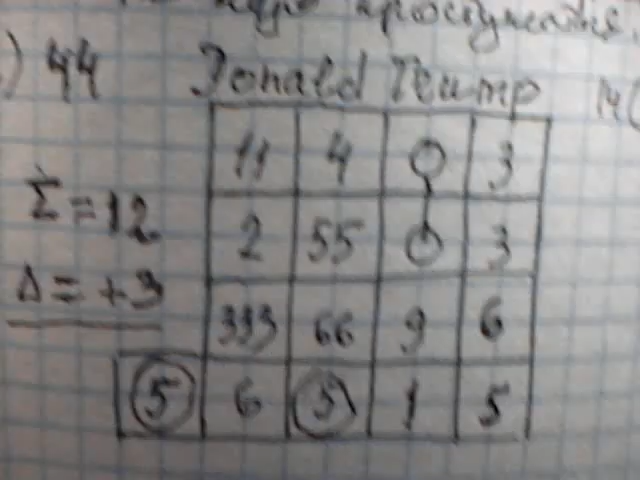 ) 44 Donald Trump 14(
11 4 0 3
Σ = 12 2 55 0 3
Δ = +3 333 66 9 6
5 6 5 1 5